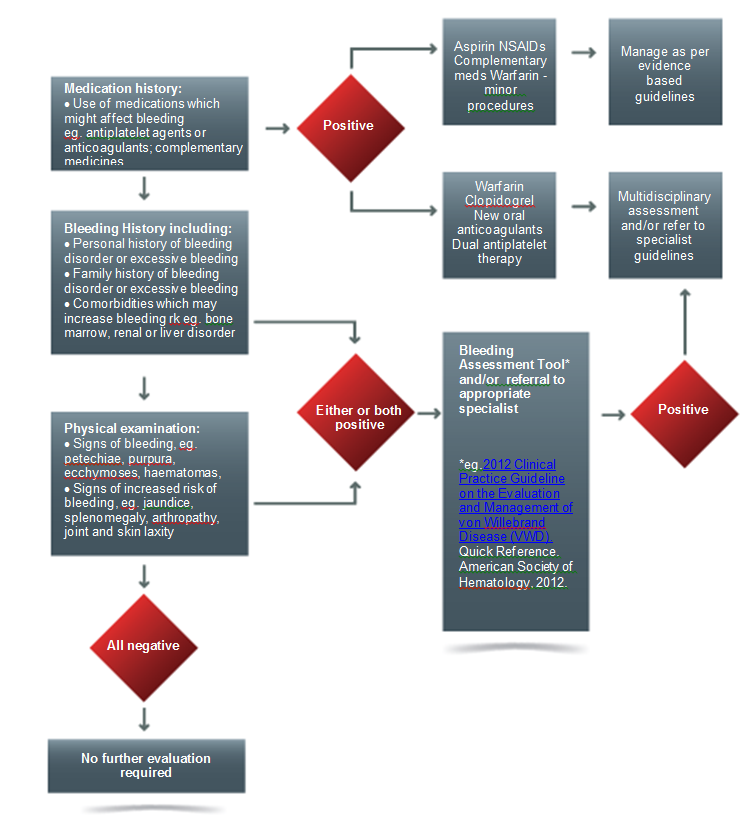 Medication history:
• Use of medications which
might affect bleeding
eg. antiplatelet agents or
anticoagulants; complementary
medicines
Positive
Aspirin NSAIDs
Complementary
meds Warfarin -
minor
procedures
Manage as per
evidence
based
guidelines
Warfarin
Clopidogrel
New oral
anticoagulants
Dual antiplatelet
therapy
Multidisciplinary
assessment
and/or refer to
specialist
guidelines
Bleeding History including:
• Personal history of bleeding
disorder or excessive bleeding
• Family history of bleeding
disorder or excessive bleeding
• Comorbidities which may
increase bleeding rk eg. bone
marrow, renal or liver disorder
Either or both
positive
Bleeding
Assessment Tool*
and/or referral to
appropriate
specialist
*eg.2012 Clinical
Practice Guideline
on the Evaluation
and Management of
von Willebrand
Disease (VWD).
Quick Reference.
American Society of
Hematology, 2012.
Positive
Physical examination:
• Signs of bleeding, eg.
petechiae, purpura,
ecchymoses, haematomas,
• Signs of increased risk of
bleeding, eg. jaundice,
splenomegaly, arthropathy,
joint and skin laxity
All negative
No further evaluation
required